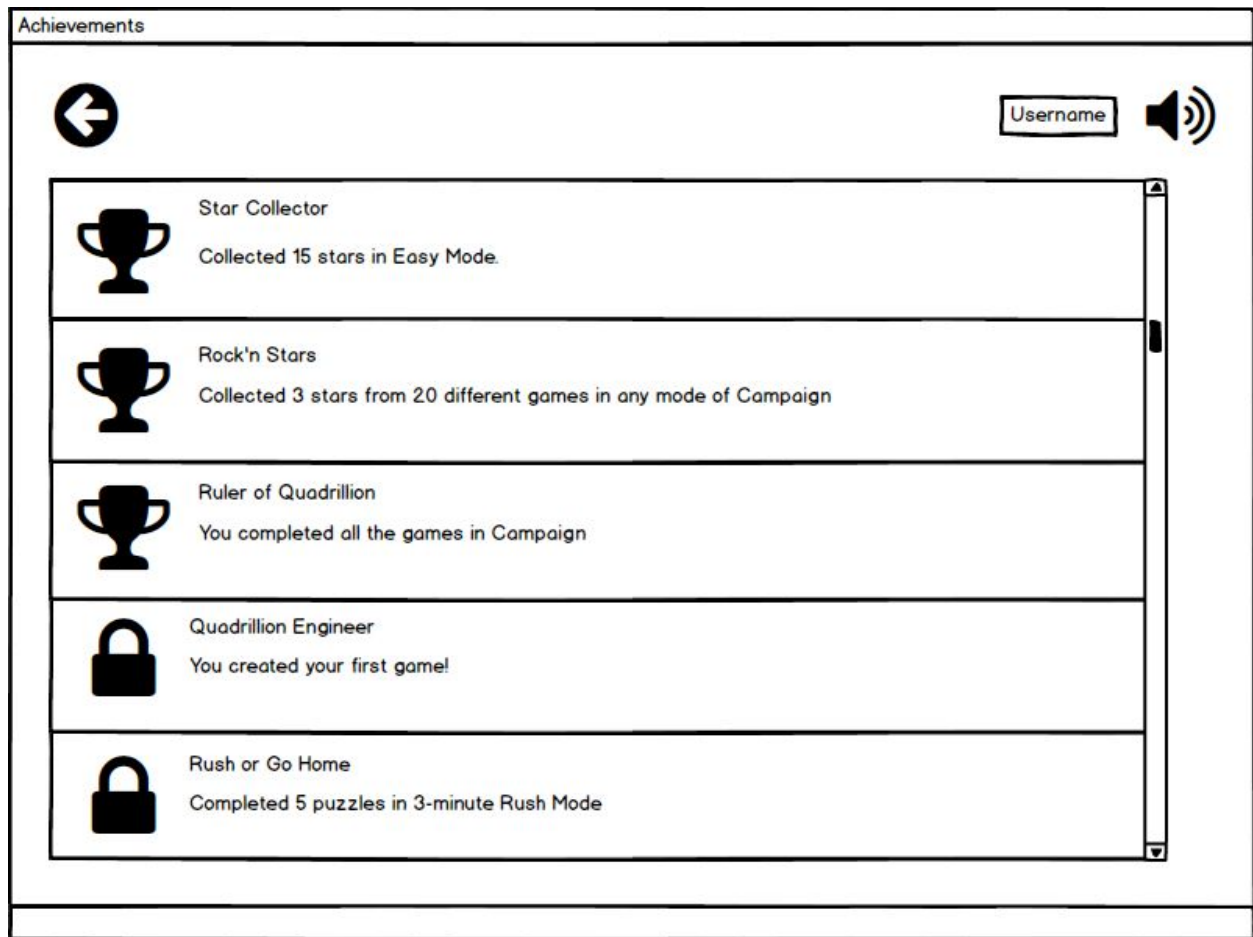 Achievements
Username
Star Collector
Collected 15 stars in Easy Mode.
Rock'n Stars
Collected 3 stars from 20 different games in any mode of Campaign
Ruler of Quadrillion
You completed all the games in Campaign
Quadrillion Engineer
You created your first game!
Rush or Go Home
Completed 5 puzzles in 3-minute Rush Mode